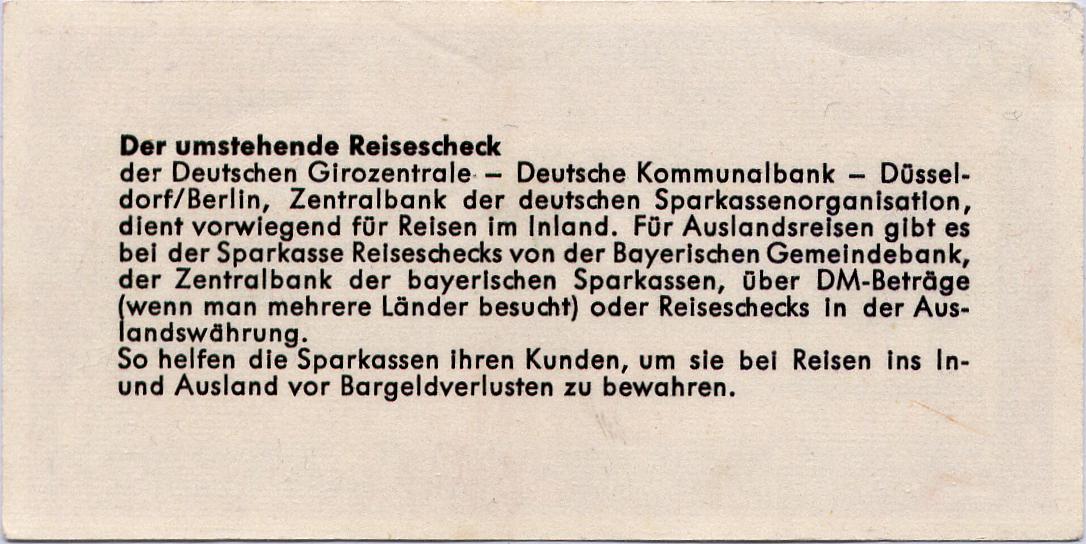 Der umstehende Reisescheck
der Deutschen Girozentrale – Deutsche Kommunalbank – Düssel-
dorf/Berlin, Zentralbank der deutschen Sparkassenorganisation,
dient vorwiegend für Reisen im Inland. Für Auslandsreisen gibt es
bei der Sparkasse Reiseschecks von der Bayerischen Gemeindebank,
der Zentralbank der bayerischen Sparkassen, über DM-Beträge
(wenn man mehrere Länder besucht) oder Reiseschecks in der Aus-
landswährung.
So helfen die Sparkassen ihren Kunden, um sie bei Reisen ins In-
und Ausland vor Bargeldverlusten zu bewahren.